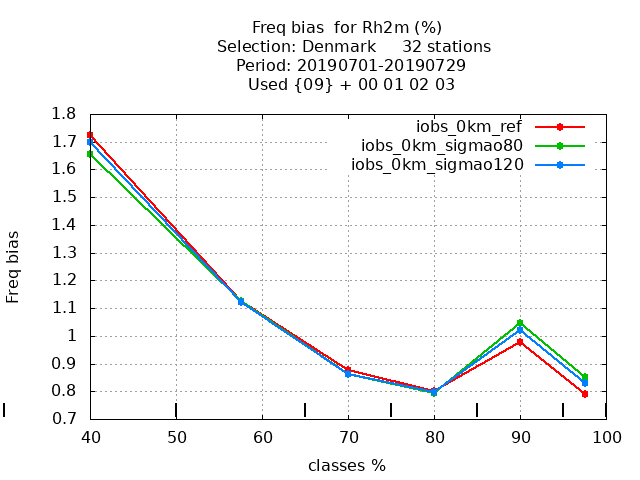 Freq bias  for Rh2m (%)
Selection: Denmark     32 stations
Period: 20190701-20190729
Used {09} + 00 01 02 03
iobs_0km_ref
iobs_0km_sigmao80
iobs_0km_sigmao120
1.8
1.7
1.6
1.5
1.4
1.3
1.2
1.1
1
0.9
0.8
0.7
Freq bias
40 50 60 70 80 90 100
classes %